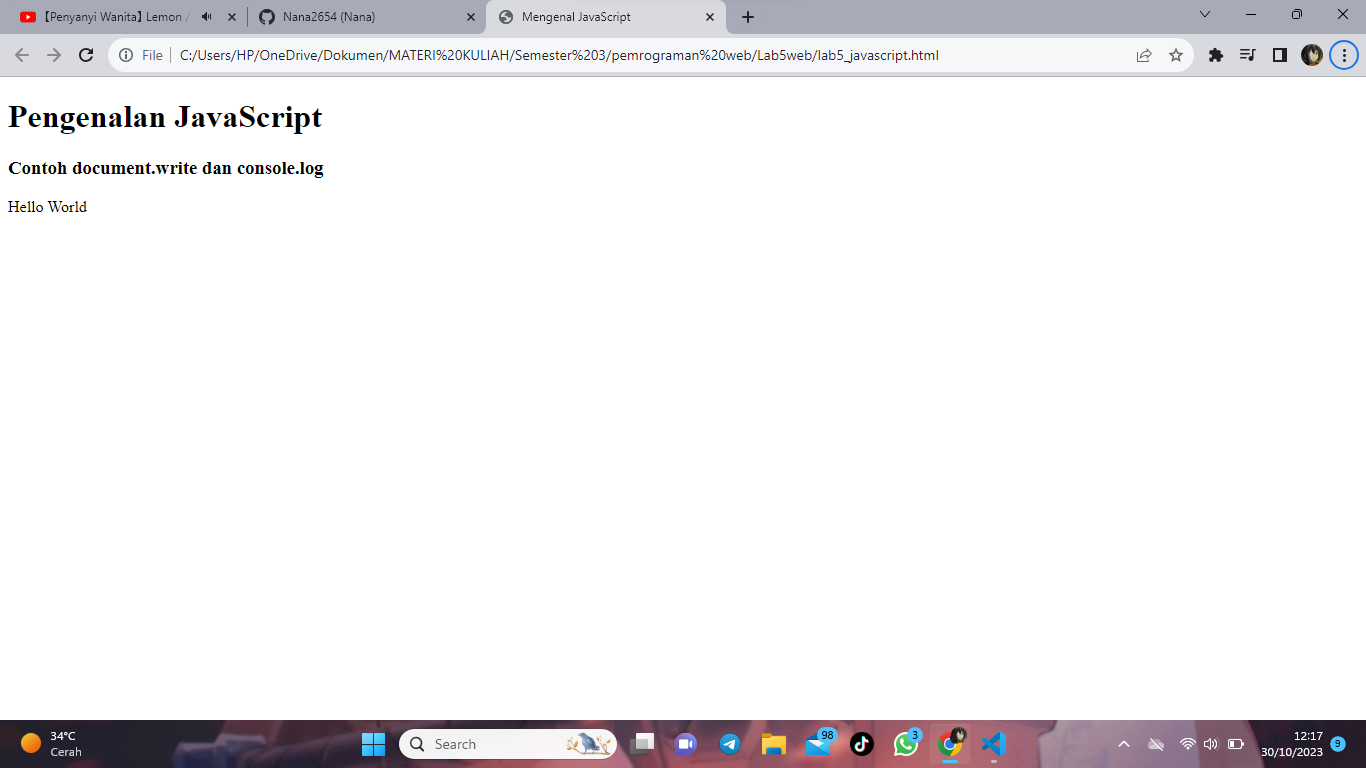 【Penyanyi Wanita】Lemon /
Nana2654 (Nana)
Mengenal JavaScript
File
C:/Users/HP/OneDrive/Dokumen/MATERI%20KULIAH/Semester%203/pemrograman%20web/Lab5web/lab5_javascript.html
Pengenalan JavaScript
Contoh document.write dan console.log
Hello World
34°C
Cerah
Search
98
3
12:17
30/10/2023
9